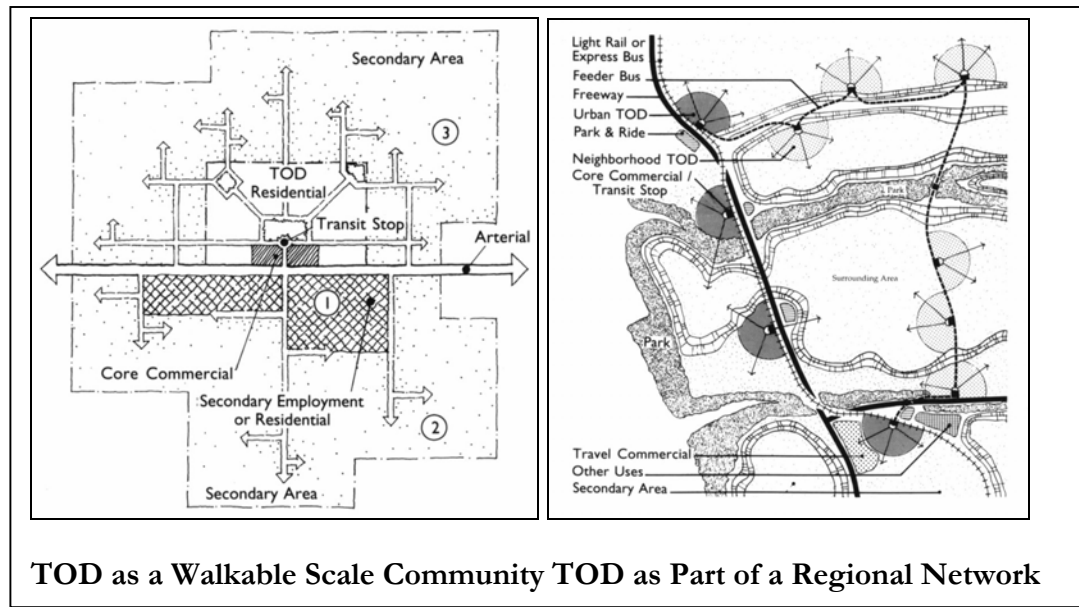 Secondary Area
3
TOD
Residential
Transit Stop
Arterial
1
Core Commercial
Secondary Employment
or Residential
2
Secondary Area
Light Rail or
Express Bus
Feeder Bus
Freeway
Urban TOD
Park & Ride
Neighborhood TOD
Core Commercial /
Transit Stop
Park
Surrounding Area
Park
Travel Commercial
Other Uses
Secondary Area
TOD as a Walkable Scale Community TOD as Part of a Regional Network